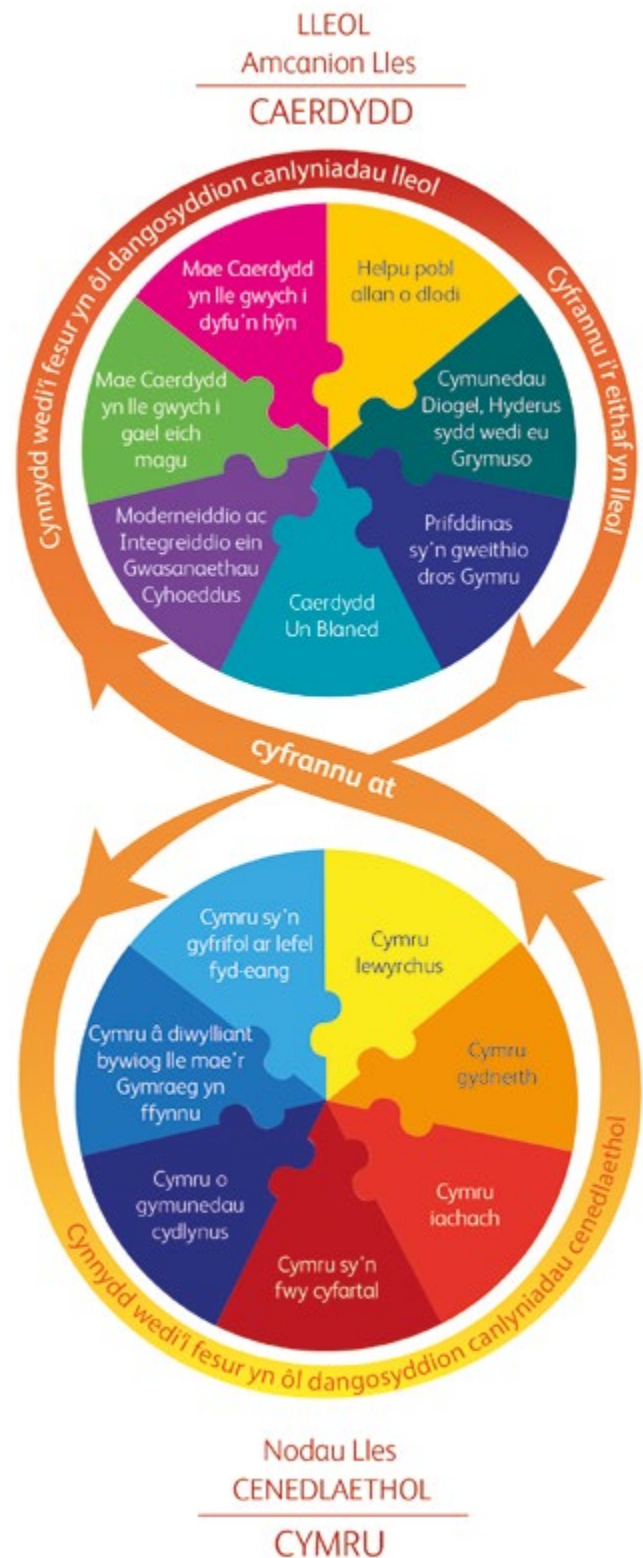 LLEOL
Amcanion Lles
CAERDYDD
Cynnydd wedi'i fesur yn ôl dangosyddion canlyniadau lleol
Cyfrannu i'r eithaf yn lleol
Mae Caerdydd
yn lle gwych i
dyfu'n hŷn
Helpu pobl
allan o dlodi
Cymunedau
Diogel, Hyderus
sydd wedi eu
Grymuso
Prifddinas
sy'n gweithio
dros Gymru
Caerdydd
Un Blaned
Moderneiddio ac
Integreiddio ein
Gwasanaethau
Cyhoeddus
Mae Caerdydd
yn lle gwych i
gael eich
magu
cyfrannu at
Cymru sy'n
gyfrifol ar lefel
fyd-eang
Cymru
lewyrchus
Cymru
gydnerth
Cymru
iachach
Cymru sy'n
fwy cyfartal
Cymru o
gymunedau
cydlynus
Cymru â diwylliant
bywiog lle mae'r
Gymraeg yn
ffynnu
Cynnydd wedi'i fesur yn ôl dangosyddion canlyniadau cenedlaethol
Nodau Lles
CENEDLAETHOL
CYMRU